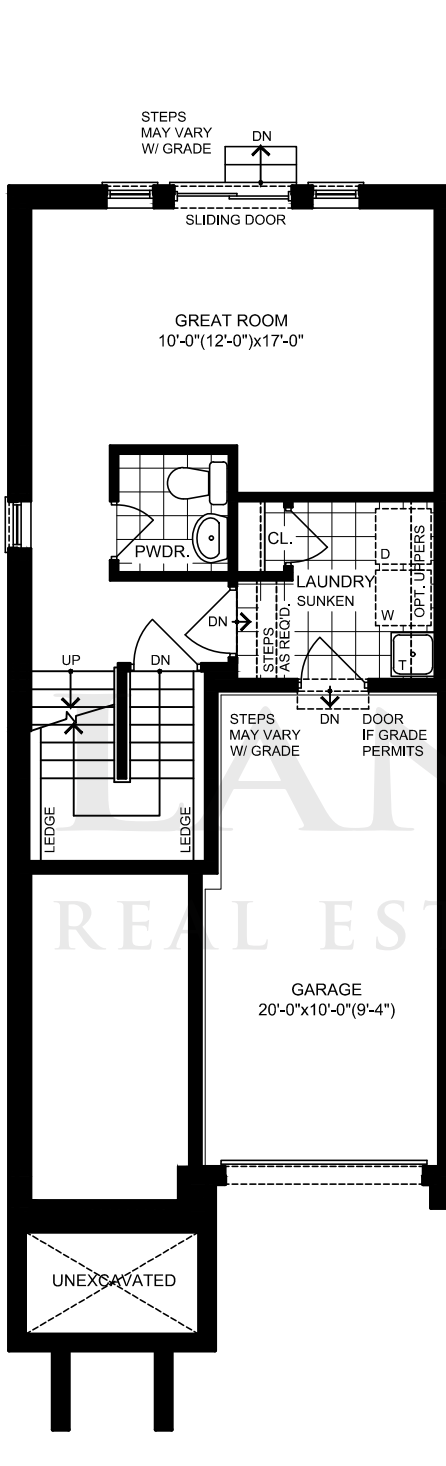 STEPS
MAY VARY
W/ GRADE
DN
SLIDING DOOR
GREAT ROOM
10'-0"(12'-0")x17'-0"
PWDR.
CL.
D
LAUNDRY
SUNKEN
OPT. UPPERS
W
DN
STEPS
AS REQ'D.
T
UP
DN
STEPS
MAY VARY
W/ GRADE
DN
DOOR
IF GRADE
PERMITS
LEDGE
LEDGE
LAN
REAL EST
GARAGE
20'-0"x10'-0"(9'-4")
UNEXCAVATED